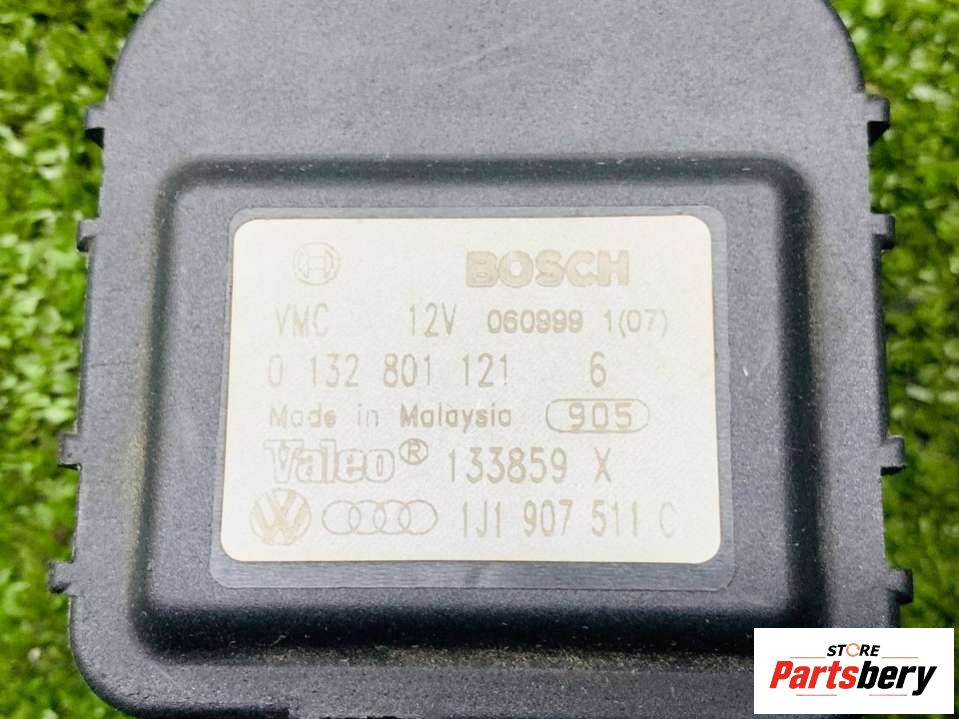 BOSCH
VMC 12V 060999 1(07)
0 132 801 121 6
Made in Malaysia 905
Valeo® 133859 X
1J1 907 511 C
STORE
Partsbery